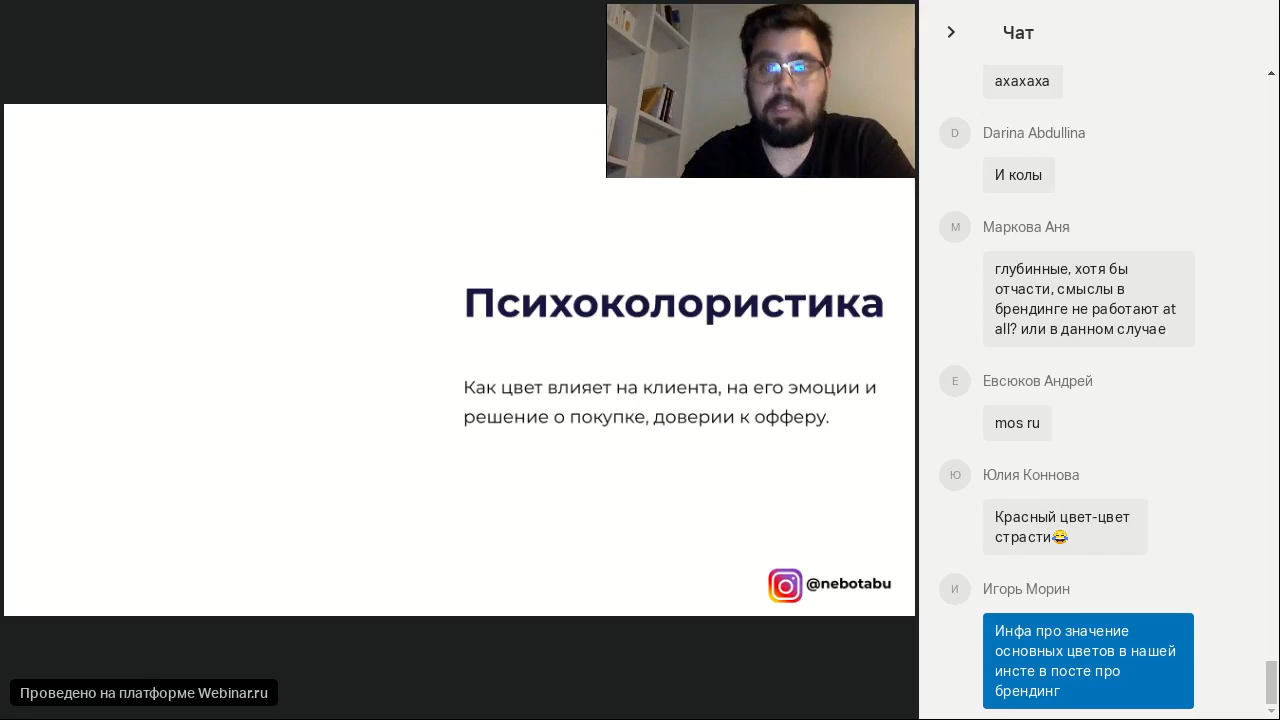 Психоколористика
Как цвет влияет на клиента, на его эмоции и
решение о покупке, доверии к офферу.
@nebotabu
Проведено на платформе Webinar.ru
Чат
ахахаха
D
Darina Abdullina
И колы
М
Маркова Аня
глубинные, хотя бы
отчасти, смыслы в
брендинге не работают at
all? или в данном случае
Е
Евсюков Андрей
mos ru
Ю
Юлия Коннова
Красный цвет-цвет
страсти😂
И
Игорь Морин
Инфа про значение
основных цветов в нашей
инсте в посте про
брендинг